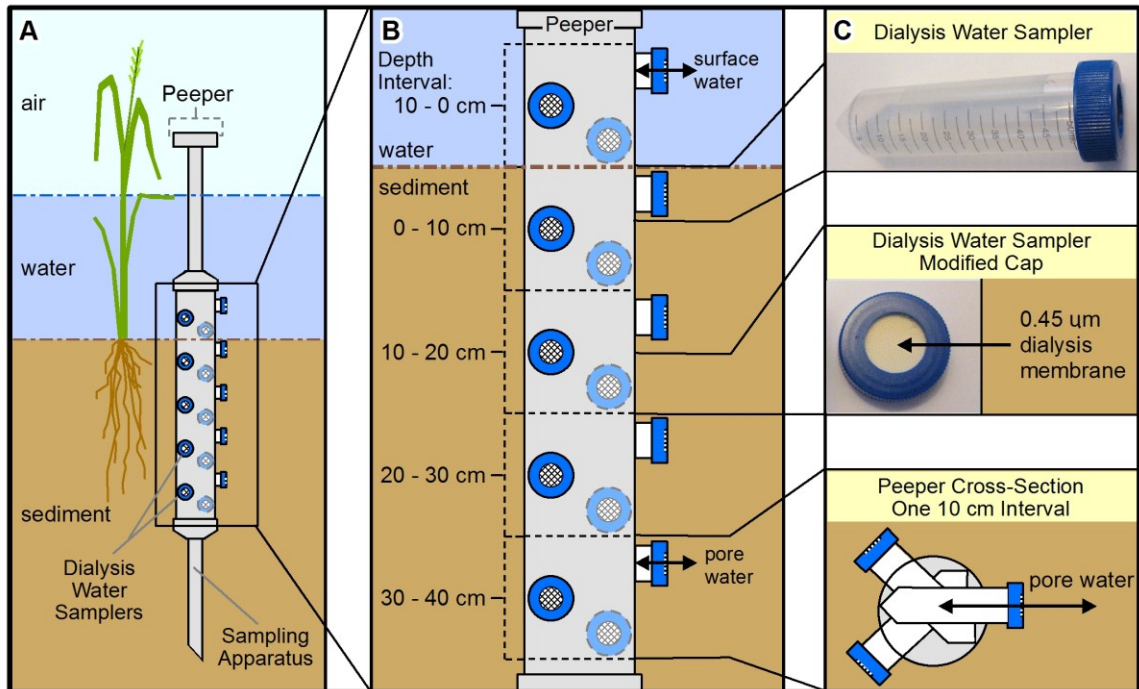 A
air
Peeper
water
sediment
Dialysis
Water
Samplers
Sampling
Apparatus
B
Peeper
Depth
Interval:
10 - 0 cm
surface
water
water
sediment
0 - 10 cm
10 - 20 cm
20 - 30 cm
30 - 40 cm
pore
water
C
Dialysis Water Sampler
Dialysis Water Sampler
Modified Cap
0.45 um
dialysis
membrane
Peeper Cross-Section
One 10 cm Interval
pore water